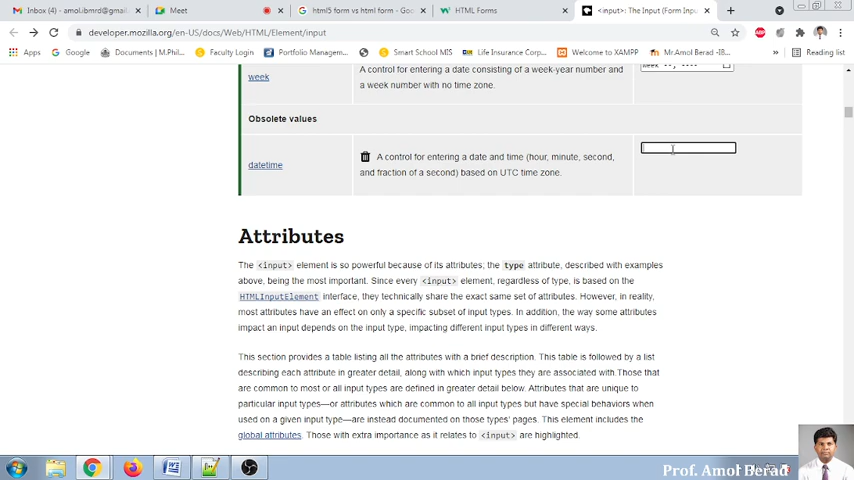 Inbox (4) - amol.ibmrd@gmail
Meet
html5 form vs html form - Goo
HTML Forms
<input>: The Input (Form Inpu
developer.mozilla.org/en-US/docs/Web/HTML/Element/input
Apps
Google
Documents | M.Phil...
Faculty Login
Portfolio Managem...
Smart School MIS
Life Insurance Corp...
Welcome to XAMPP
Mr.Amol Berad -IB...
»
Reading list
week
A control for entering a date consisting of a week-year number and
a week number with no time zone.
Week --, ----
Obsolete values
datetime
A control for entering a date and time (hour, minute, second,
and fraction of a second) based on UTC time zone.
Attributes
The <input> element is so powerful because of its attributes; the type attribute, described with examples
above, being the most important. Since every <input> element, regardless of type, is based on the
HTMLInputElement interface, they technically share the exact same set of attributes. However, in reality,
most attributes have an effect on only a specific subset of input types. In addition, the way some attributes
impact an input depends on the input type, impacting different input types in different ways.
This section provides a table listing all the attributes with a brief description. This table is followed by a list
describing each attribute in greater detail, along with which input types they are associated with.Those that
are common to most or all input types are defined in greater detail below. Attributes that are unique to
particular input types—or attributes which are common to all input types but have special behaviors when
used on a given input type—are instead documented on those types' pages. This element includes the
global attributes. Those with extra importance as it relates to <input> are highlighted.
Prof. Amol Berad